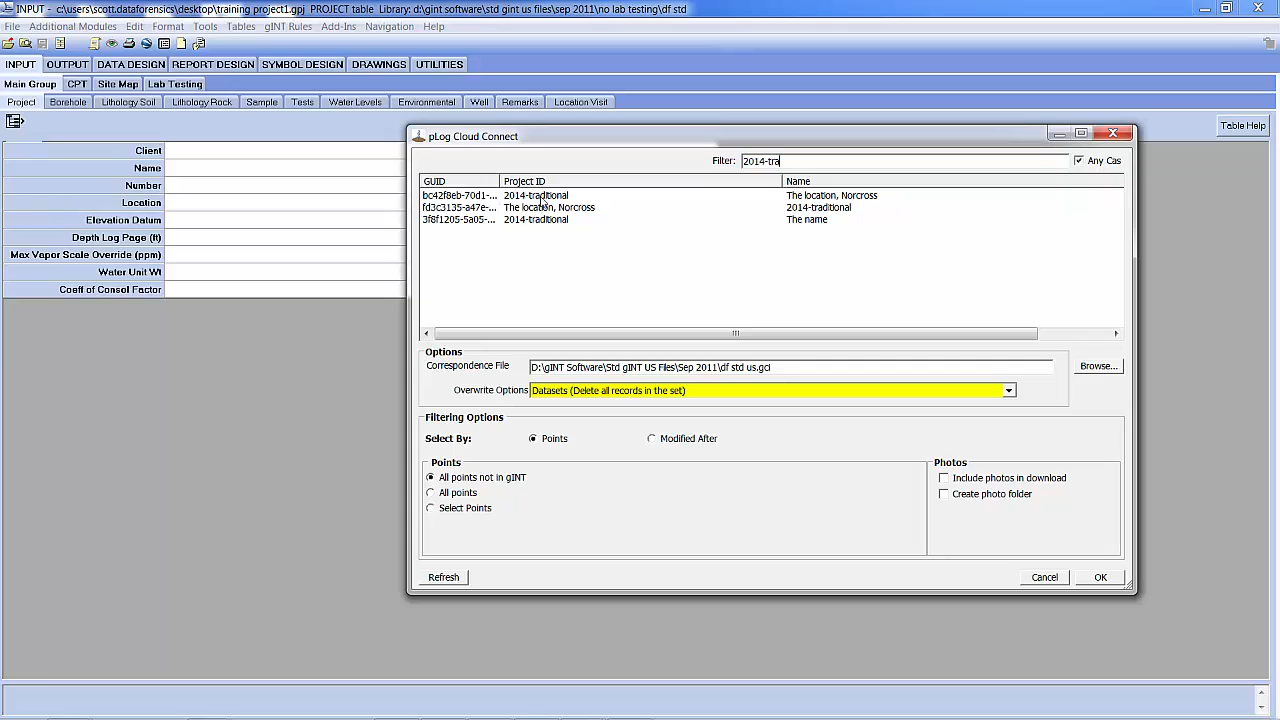 INPUT - c:\users\scott.dataforensics\desktop\training project1.gpj PROJECT table Library: d:\gint software\std gint us files\sep 2011\no lab testing\df std
File Additional Modules Edit Format Tools Tables gINT Rules Add-Ins Navigation Help
INPUT OUTPUT DATA DESIGN REPORT DESIGN SYMBOL DESIGN DRAWINGS UTILITIES
Main Group CPT Site Map Lab Testing
Project Borehole Lithology Soil Lithology Rock Sample Tests Water Levels Environmental Well Remarks Location Visit
Table Help
Client
Name
Number
Location
Elevation Datum
Depth Log Page (ft)
Max Vapor Scale Override (ppm)
Water Unit Wt
Coeff of Consol Factor
pLog Cloud Connect
Filter: 2014-tra Any Cas
GUID Project ID Name
bc42f8eb-70d1-... 2014-traditional The location, Norcross
fd3c3135-a47e-... The location, Norcross 2014-traditional
3f8f1205-5a05-... 2014-traditional The name
Options
Correspondence File D:\gINT Software\Std gINT US Files\Sep 2011\df std us.gci Browse...
Overwrite Options Datasets (Delete all records in the set)
Filtering Options
Select By: Points Modified After
Points
All points not in gINT
All points
Select Points
Photos
Include photos in download
Create photo folder
Refresh Cancel OK